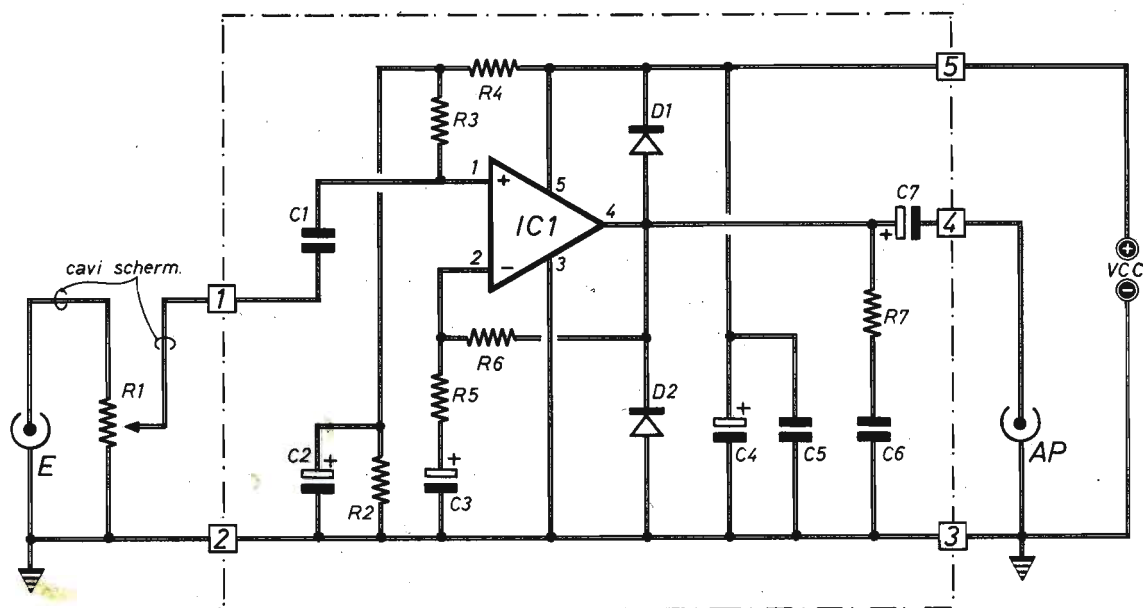 5
R4
D1
R3
1
+
5
C7
IC1
4
+
4
C1
2
-
3
+
VCC
-
cavi scherm.
1
R7
R6
R1
R5
D2
+
E
C2
+
+
C4
C5
C6
AP
R2
C3
2
3